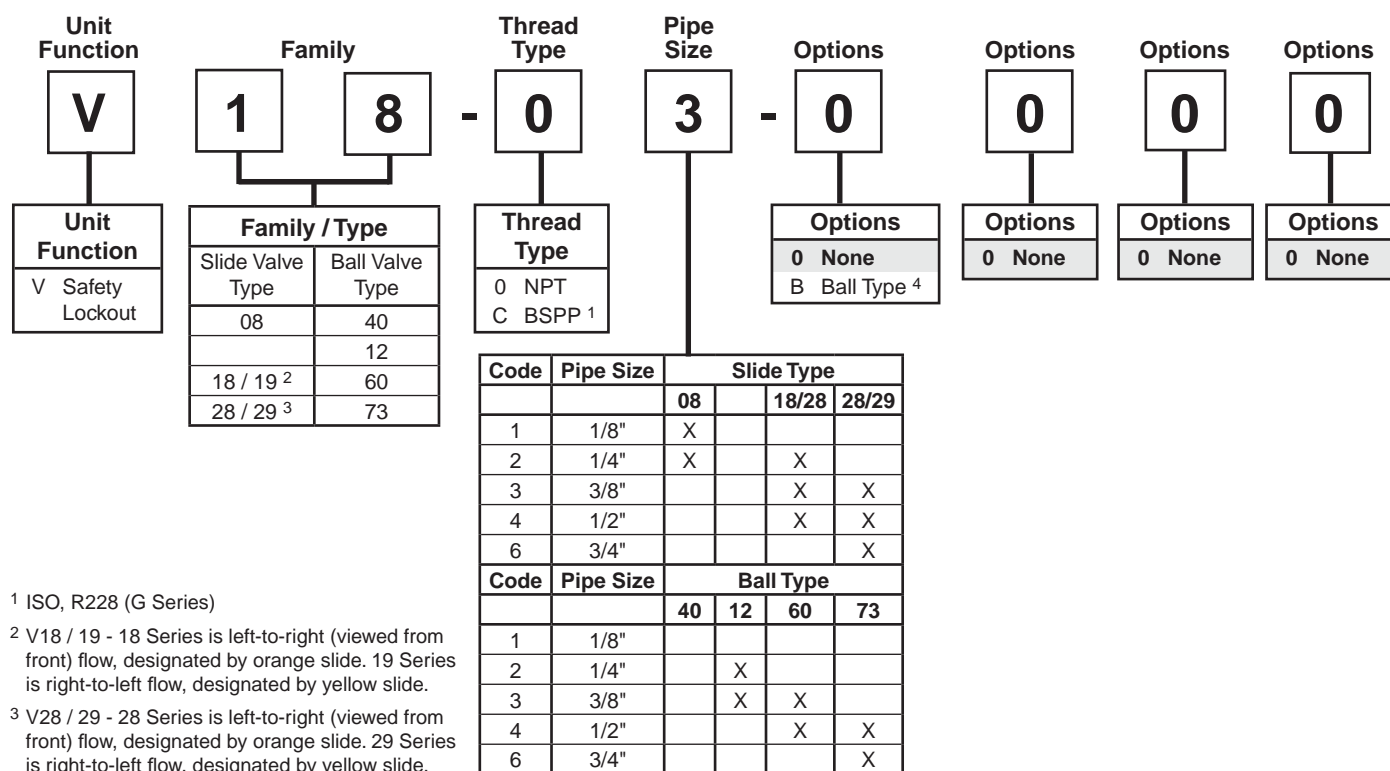 Unit Function Family Thread Type Pipe Size Options Options Options Options
V 1 8 - 0 3 - 0 0 0 0
Unit Function
V Safety Lockout
Family / Type
Slide Valve Type Ball Valve Type
08 40
12
18 / 19 2 60
28 / 29 3 73
Thread Type
0 NPT
C BSPP 1
Options
0 None
B Ball Type 4
Options
0 None
Options
0 None
Options
0 None
Code Pipe Size Slide Type
08 18/28 28/29
1 1/8" X
2 1/4" X X
3 3/8" X X
4 1/2" X X
6 3/4" X
Code Pipe Size Ball Type
40 12 60 73
1 1/8"
2 1/4" X
3 3/8" X X
4 1/2" X X
6 3/4" X
1 ISO, R228 (G Series)
2 V18 / 19 - 18 Series is left-to-right (viewed from
front) flow, designated by orange slide. 19 Series
is right-to-left flow, designated by yellow slide.
3 V28 / 29 - 28 Series is left-to-right (viewed from
front) flow, designated by orange slide. 29 Series
is right-to-left flow, designated by yellow slide.